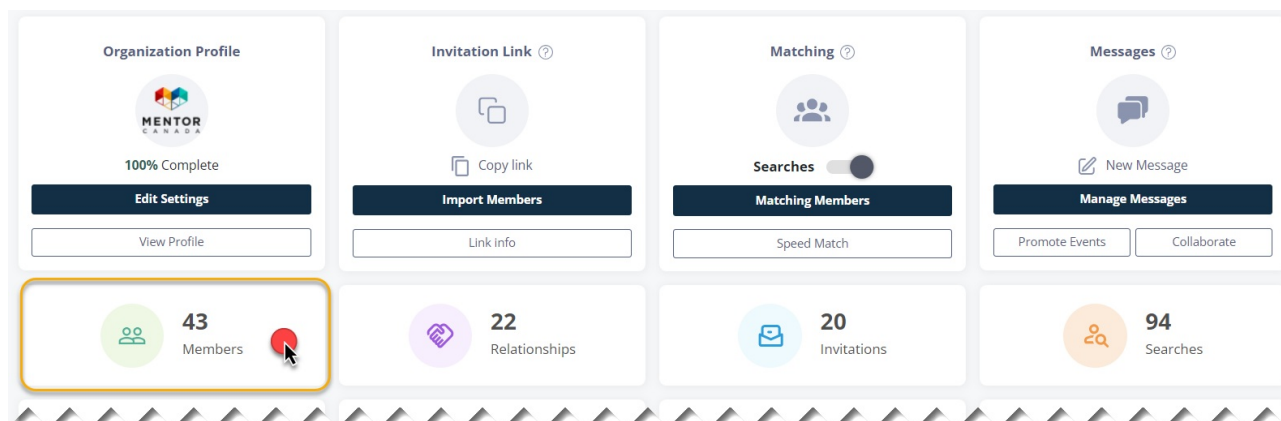 Organization Profile
MENTOR
CANADA
100% Complete
Edit Settings
View Profile
Invitation Link
Copy link
Import Members
Link info
Matching
Searches
Matching Members
Speed Match
Messages
New Message
Manage Messages
Promote Events
Collaborate
43
Members
22
Relationships
20
Invitations
94
Searches